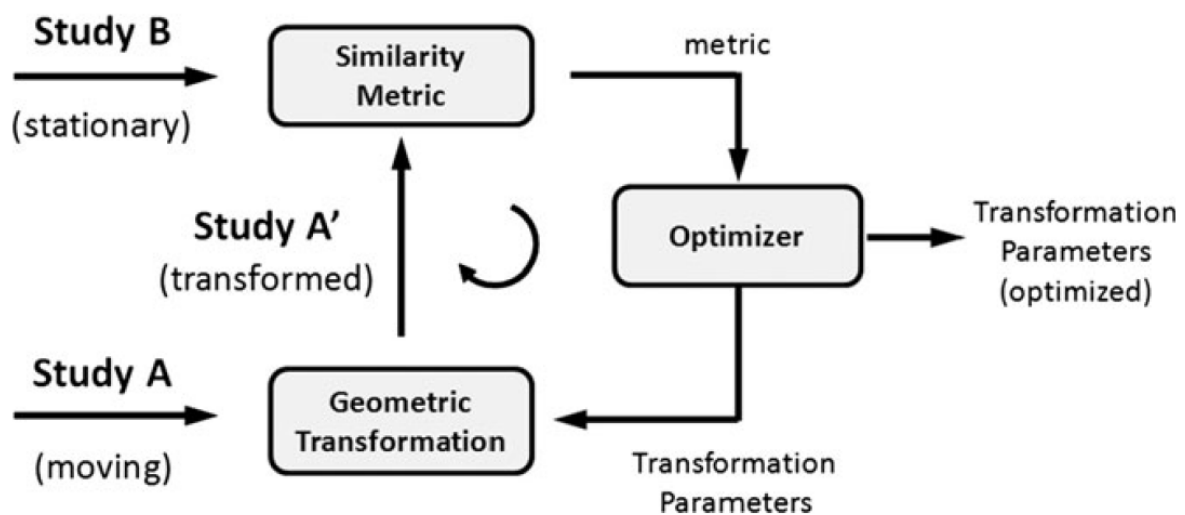 Study B
(stationary)
Similarity
Metric
metric
Study A’
(transformed)
Optimizer
Transformation
Parameters
(optimized)
Study A
(moving)
Geometric
Transformation
Transformation
Parameters